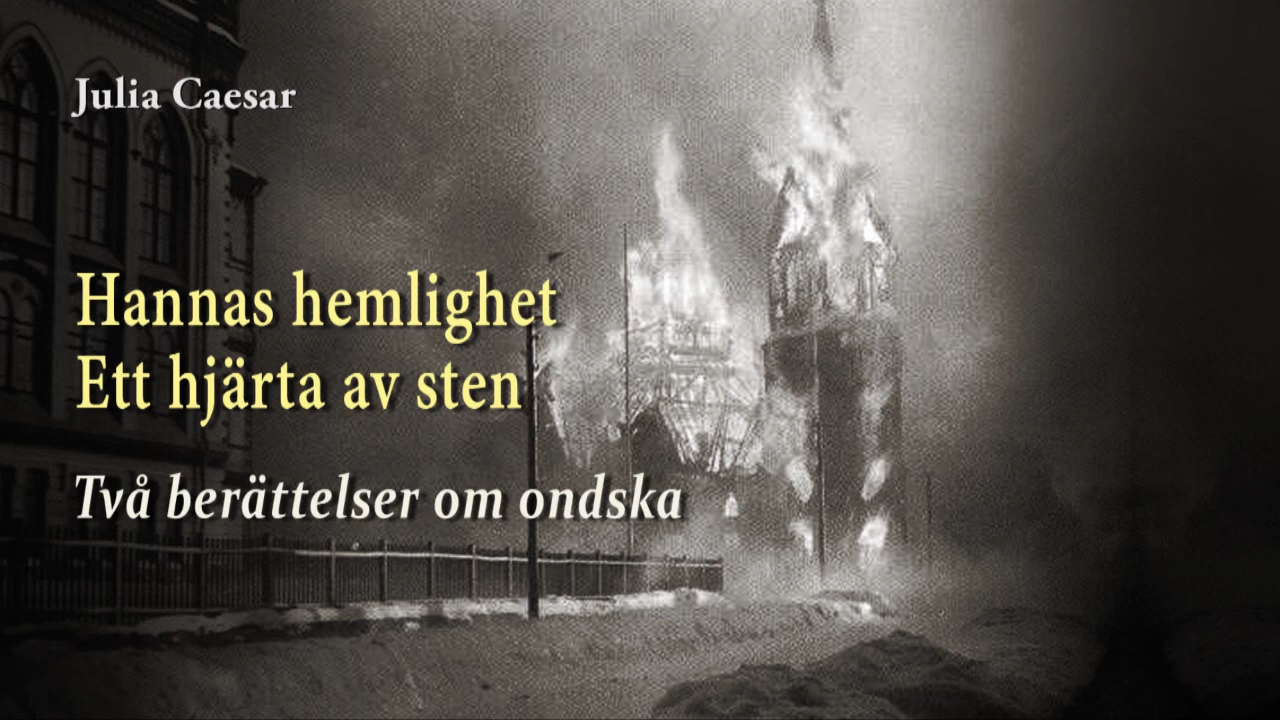 Julia Caesar
Hannas hemlighet
Ett hjärta av sten
Två berättelser om ondska